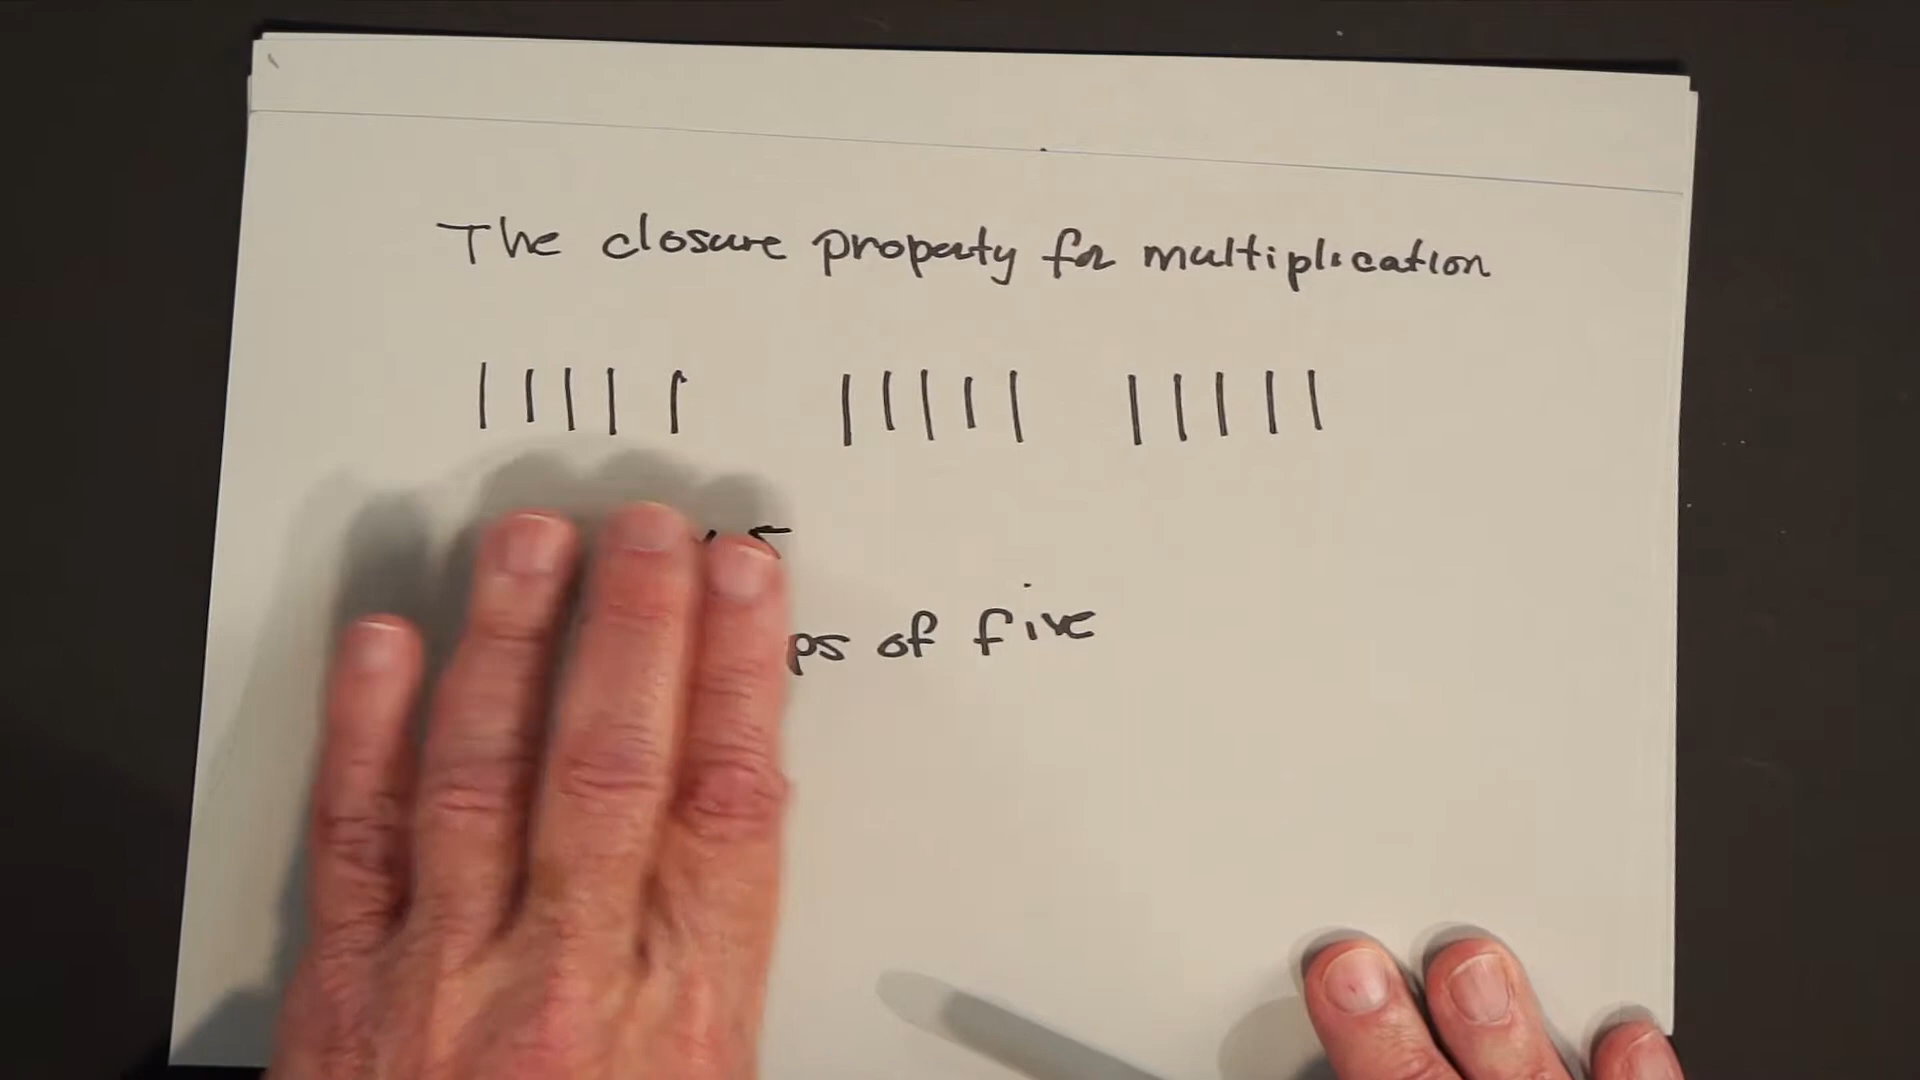 The closure property for multiplication
||||| ||||| |||||
of five